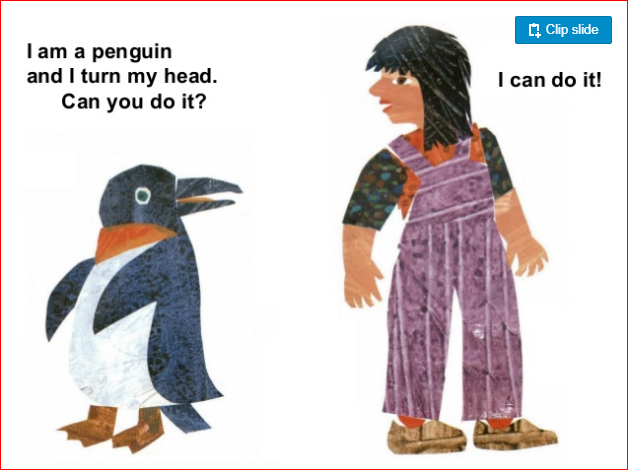 I am a penguin
and I turn my head.
Can you do it?
Clip slide
I can do it!